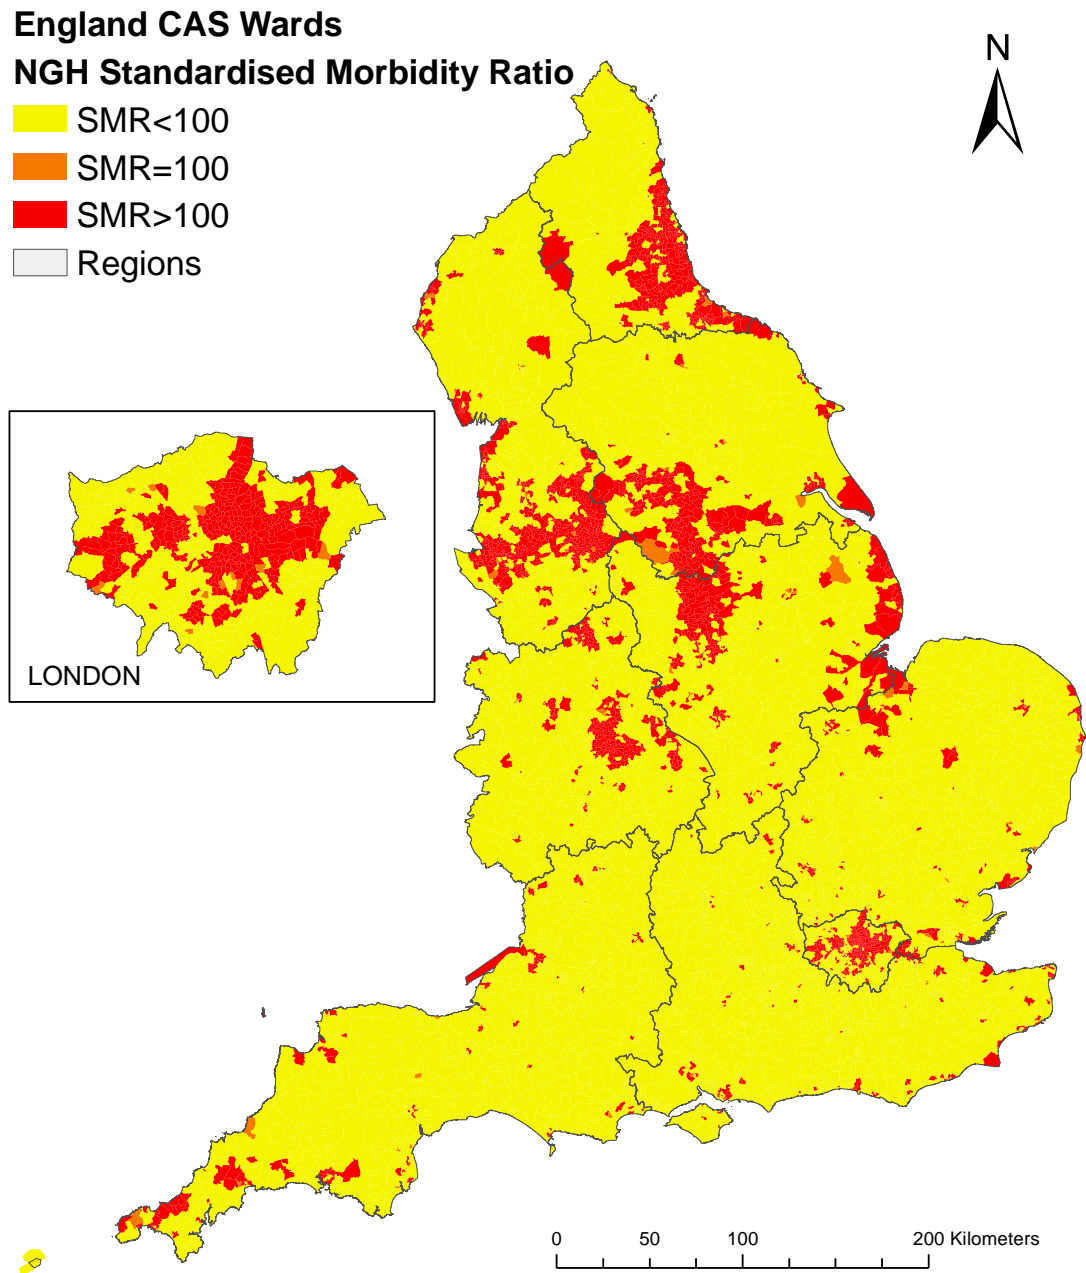 England CAS Wards
NGH Standardised Morbidity Ratio
SMR<100
SMR=100
SMR>100
Regions
N
LONDON
0 50 100 200 Kilometers